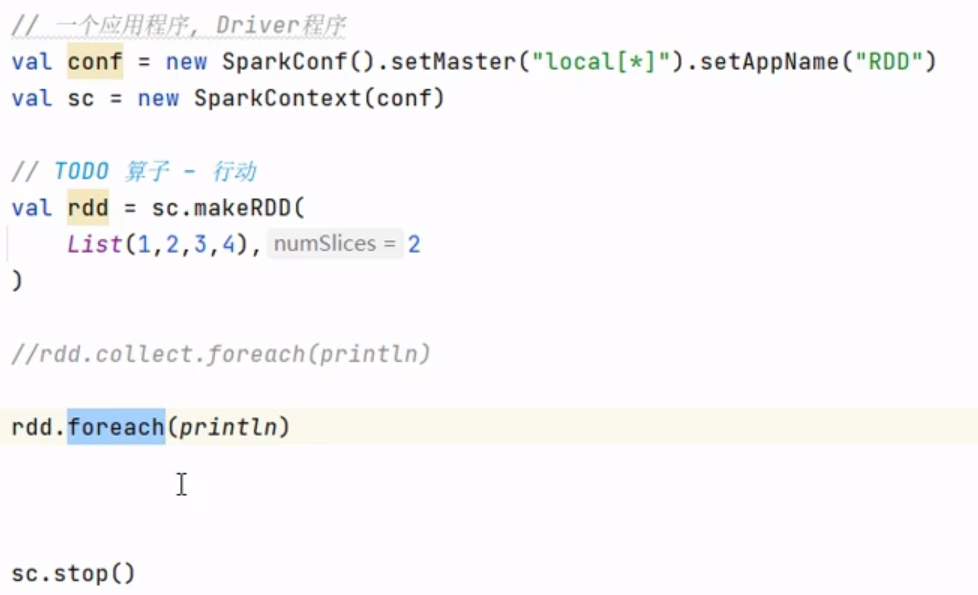 // 一个应用程序, Driver程序
val conf = new SparkConf().setMaster("local[*]").setAppName("RDD")
val sc = new SparkContext(conf)
// TODO 算子 - 行动
val rdd = sc.makeRDD(
List(1,2,3,4), numSlices = 2
)
//rdd.collect.foreach(println)
rdd.foreach(println)
sc.stop()